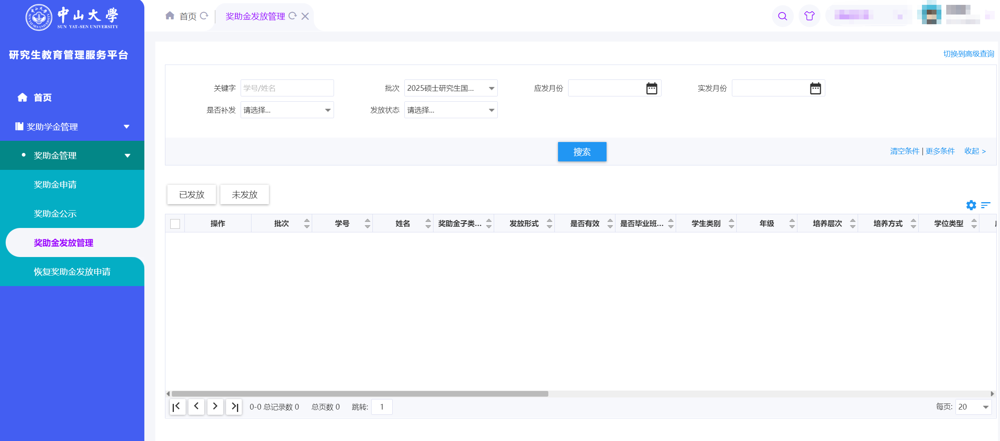 中山大學
SUN YAT-SEN UNIVERSITY
研究生教育管理服务平台
首页
奖助学金管理
奖助金管理
奖助金申请
奖助金公示
奖助金发放管理
恢复奖助金发放申请
首页 奖助金发放管理
切换到高级查询
关键字 学号/姓名 批次 2025硕士研究生国... 应发月份 实发月份
是否补发 请选择... 发放状态 请选择...
搜索 清空条件 | 更多条件 收起 >
已发放 未发放
操作 批次 学号 姓名 奖助金子类... 发放形式 是否有效 是否毕业班... 学生类别 年级 培养层次 培养方式 学位类型
0-0 总记录数 0 总页数 0 跳转: 1 每页: 20